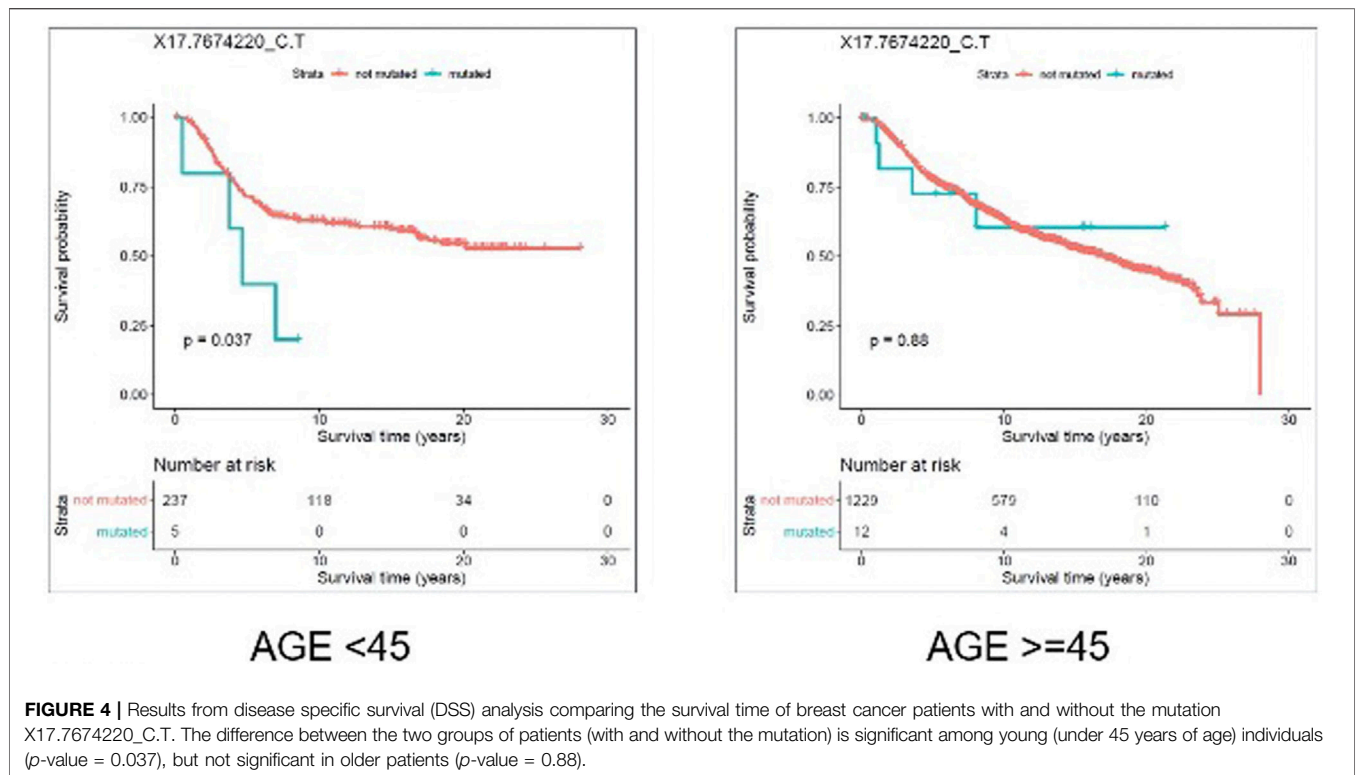 X17.7674220_C.T
Strata not mutated mutated
1.00
0.75
0.50
0.25
0.00
Survival probability
p = 0.037
0 10 20 30
Survival time (years)
Number at risk
Strata
not mutated 237 118 34 0
mutated 5 0 0 0
0 10 20 30
Survival time (years)
AGE <45
X17.7674220_C.T
Strata not mutated mutated
1.00
0.75
0.50
0.25
0.00
Survival probability
p = 0.88
0 10 20 30
Survival time (years)
Number at risk
Strata
not mutated 1229 579 110 0
mutated 12 4 1 0
0 10 20 30
Survival time (years)
AGE >=45
FIGURE 4 | Results from disease specific survival (DSS) analysis comparing the survival time of breast cancer patients with and without the mutation
X17.7674220_C.T. The difference between the two groups of patients (with and without the mutation) is significant among young (under 45 years of age) individuals
(p-value = 0.037), but not significant in older patients (p-value = 0.88).